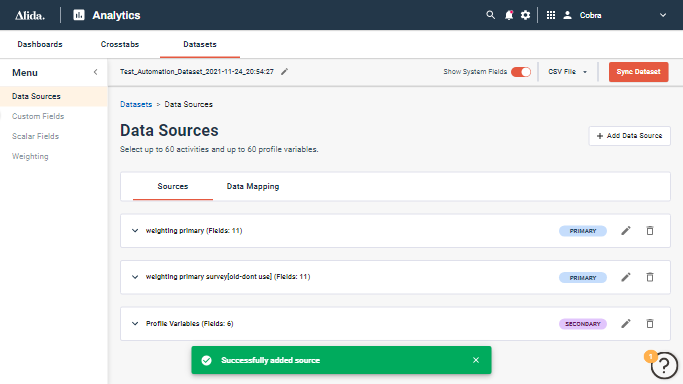 Alida.
Analytics
Cobra
Dashboards
Crosstabs
Datasets
Menu
Test_Automation_Dataset_2021-11-24_20:54:27
Show System Fields
CSV File
Sync Dataset
Data Sources
Custom Fields
Scalar Fields
Weighting
Datasets > Data Sources
Data Sources
Select up to 60 activities and up to 60 profile variables.
+ Add Data Source
Sources
Data Mapping
weighting primary (Fields: 11)
PRIMARY
weighting primary survey[old-dont use] (Fields: 11)
PRIMARY
Profile Variables (Fields: 6)
SECONDARY
Successfully added source
1
?